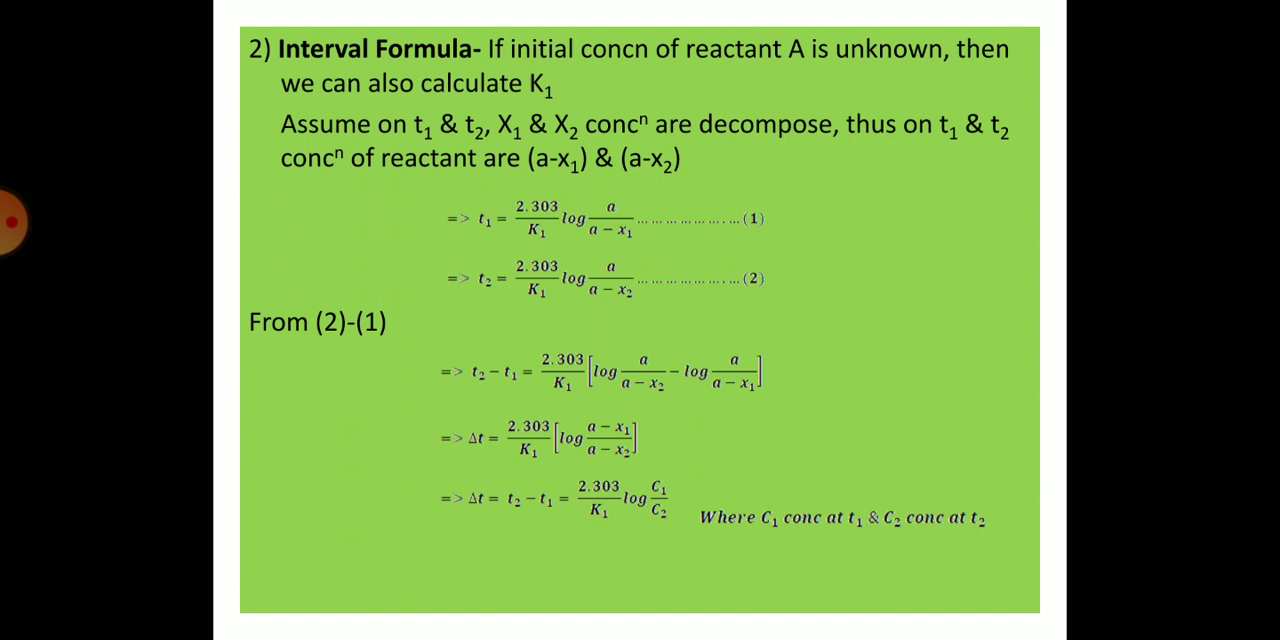 2) Interval Formula- If initial concn of reactant A is unknown, then
we can also calculate K₁
Assume on t₁ & t₂, X₁ & X₂ concⁿ are decompose, thus on t₁ & t₂
concⁿ of reactant are (a-x₁) & (a-x₂)
=> t₁ = 2.303/K₁ log a/(a − x₁) ... ... ... ... ... . ... (1)
=> t₂ = 2.303/K₁ log a/(a − x₂) ... ... ... ... ... . ... (2)
From (2)-(1)
=> t₂ − t₁ = 2.303/K₁ [log a/(a − x₂) − log a/(a − x₁)]
=> Δt = 2.303/K₁ [log (a − x₁)/(a − x₂)]
=> Δt = t₂ − t₁ = 2.303/K₁ log C₁/C₂ Where C₁ conc at t₁ & C₂ conc at t₂